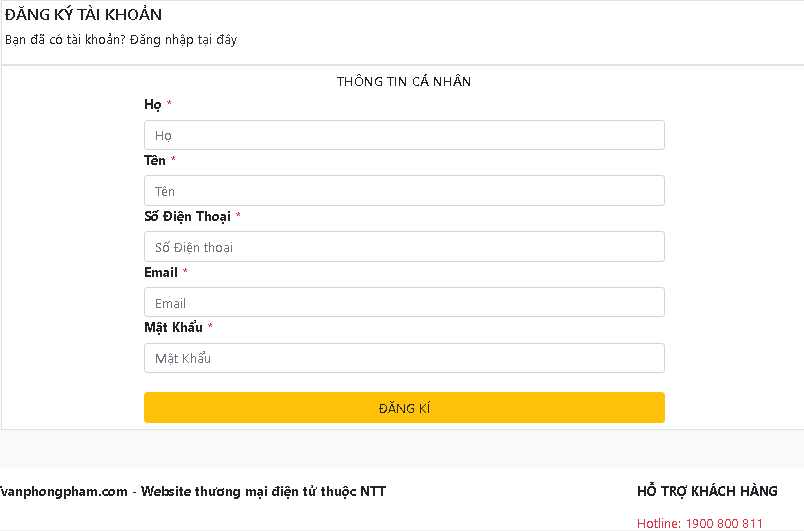 ĐĂNG KÝ TÀI KHOẢN
Bạn đã có tài khoản? Đăng nhập tại đây
THÔNG TIN CÁ NHÂN
Họ *
Họ
Tên *
Tên
Số Điện Thoại *
Số Điện thoại
Email *
Email
Mật Khẩu *
Mật Khẩu
ĐĂNG KÍ
vanphongpham.com - Website thương mại điện tử thuộc NTT
HỖ TRỢ KHÁCH HÀNG
Hotline: 1900 800 811